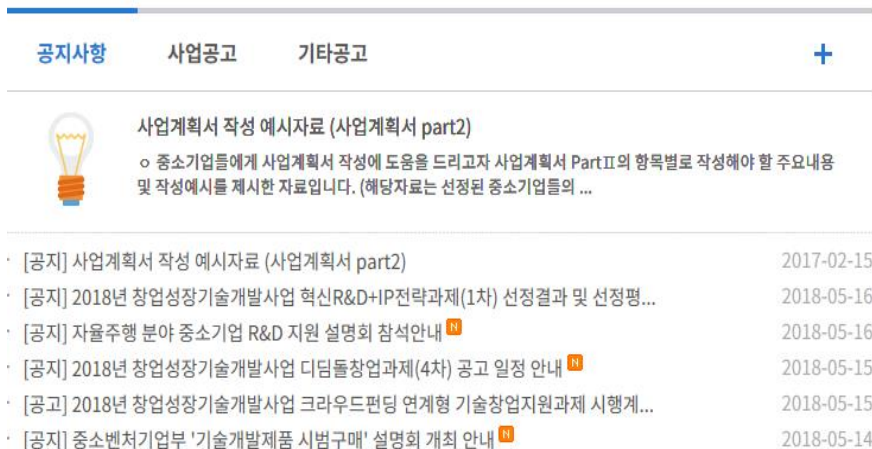 공지사항 사업공고 기타공고 +
사업계획서 작성 예시자료 (사업계획서 part2)
ㅇ 중소기업들에게 사업계획서 작성에 도움을 드리고자 사업계획서 PartⅡ의 항목별로 작성해야 할 주요내용
및 작성예시를 제시한 자료입니다. (해당자료는 선정된 중소기업들의 ...
· [공지] 사업계획서 작성 예시자료 (사업계획서 part2) 2017-02-15
· [공지] 2018년 창업성장기술개발사업 혁신R&D+IP전략과제(1차) 선정결과 및 선정평... 2018-05-16
· [공지] 자율주행 분야 중소기업 R&D 지원 설명회 참석안내 N 2018-05-16
· [공지] 2018년 창업성장기술개발사업 디딤돌창업과제(4차) 공고 일정 안내 N 2018-05-15
· [공고] 2018년 창업성장기술개발사업 크라우드펀딩 연계형 기술창업지원과제 시행계... 2018-05-15
· [공지] 중소벤처기업부 '기술개발제품 시범구매' 설명회 개최 안내 N 2018-05-14